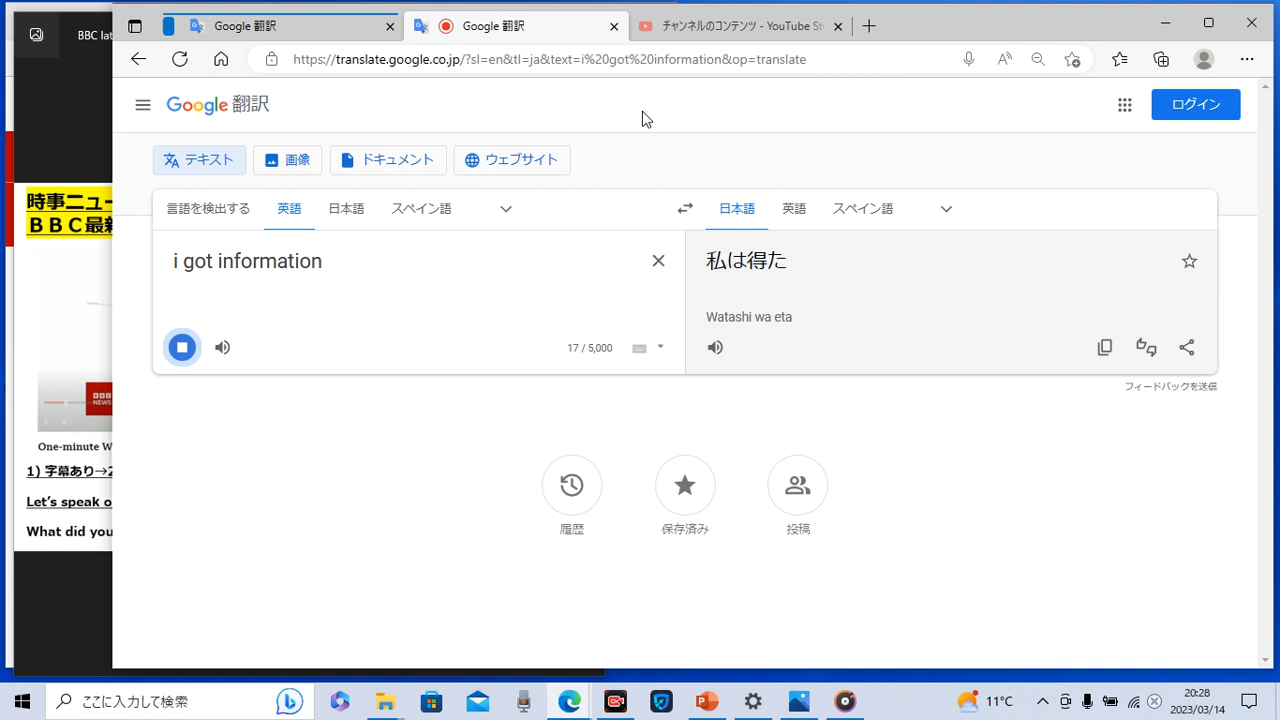 BBC lat
Google 翻訳
Google 翻訳
チャンネルのコンテンツ - YouTube St
https://translate.google.co.jp/?sl=en&tl=ja&text=i%20got%20information&op=translate
Google 翻訳
ログイン
テキスト
画像
ドキュメント
ウェブサイト
言語を検出する
英語
日本語
スペイン語
日本語
英語
スペイン語
i got information
私は得た
Watashi wa eta
17 / 5,000
フィードバックを送信
履歴
保存済み
投稿
時事ニュー
ＢＢＣ最新
BBC
NEWS
One-minute W
1) 字幕あり→2
Let's speak o
What did you
ここに入力して検索
11°C
20:28
2023/03/14